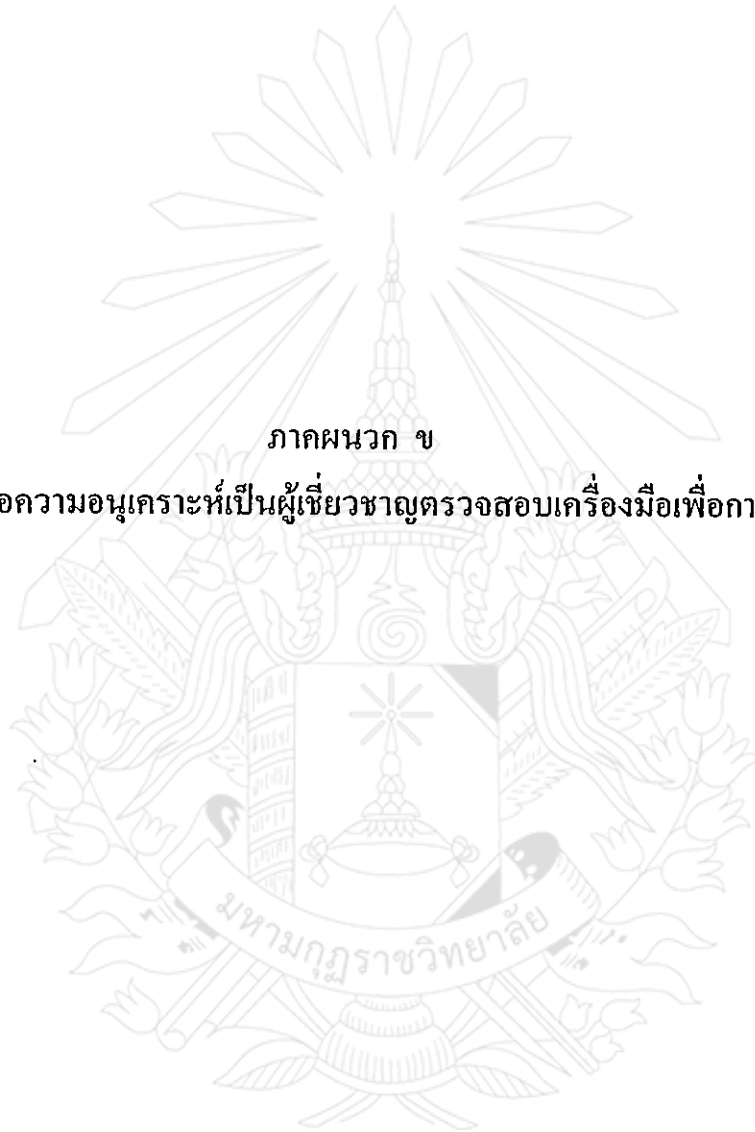 ภาคผนวก ข
อความอนุเคราะห์เป็นผู้เชี่ยวชาญตรวจสอบเครื่องมือเพื่อกา
มหามกุฏราชวิทยาลัย